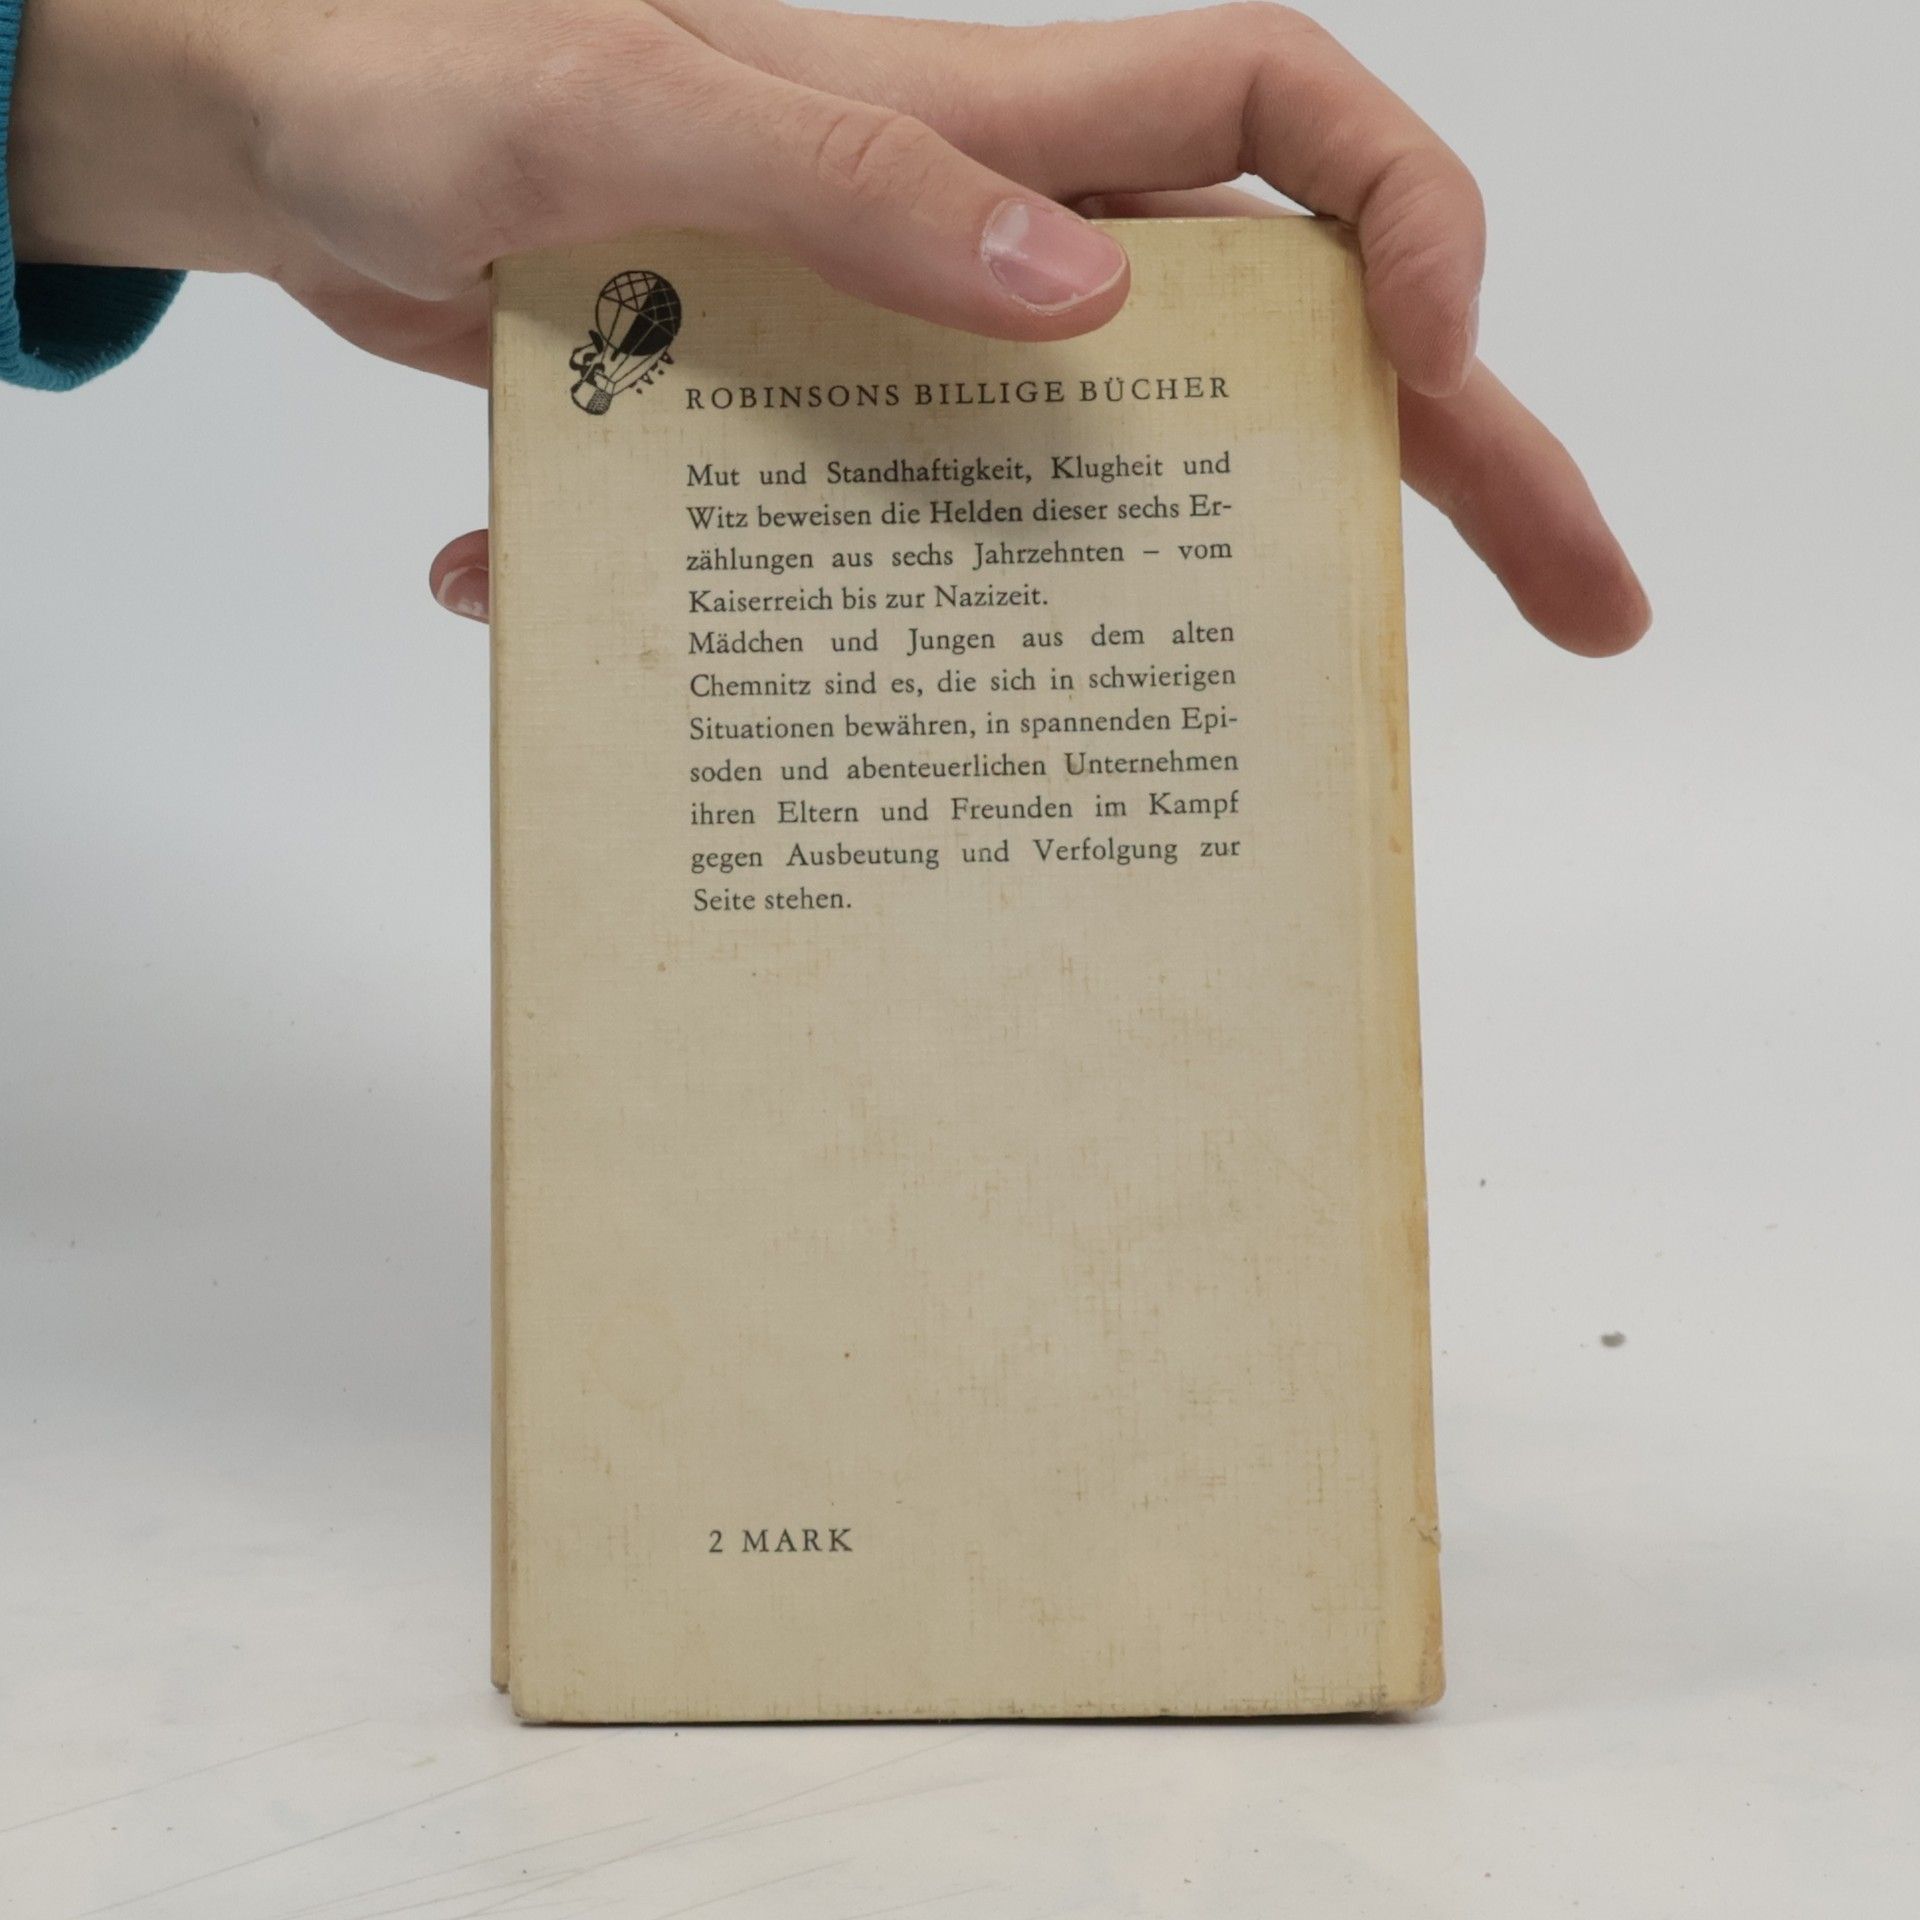 ROBINSONS BILLIGE BÜCHER
Mut und Standhaftigkeit, Klugheit und
Witz beweisen die Helden dieser sechs Er-
zählungen aus sechs Jahrzehnten – vom
Kaiserreich bis zur Nazizeit.
Mädchen und Jungen aus dem alten
Chemnitz sind es, die sich in schwierigen
Situationen bewähren, in spannenden Epi-
soden und abenteuerlichen Unternehmen
ihren Eltern und Freunden im Kampf
gegen Ausbeutung und Verfolgung zur
Seite stehen.
2 MARK